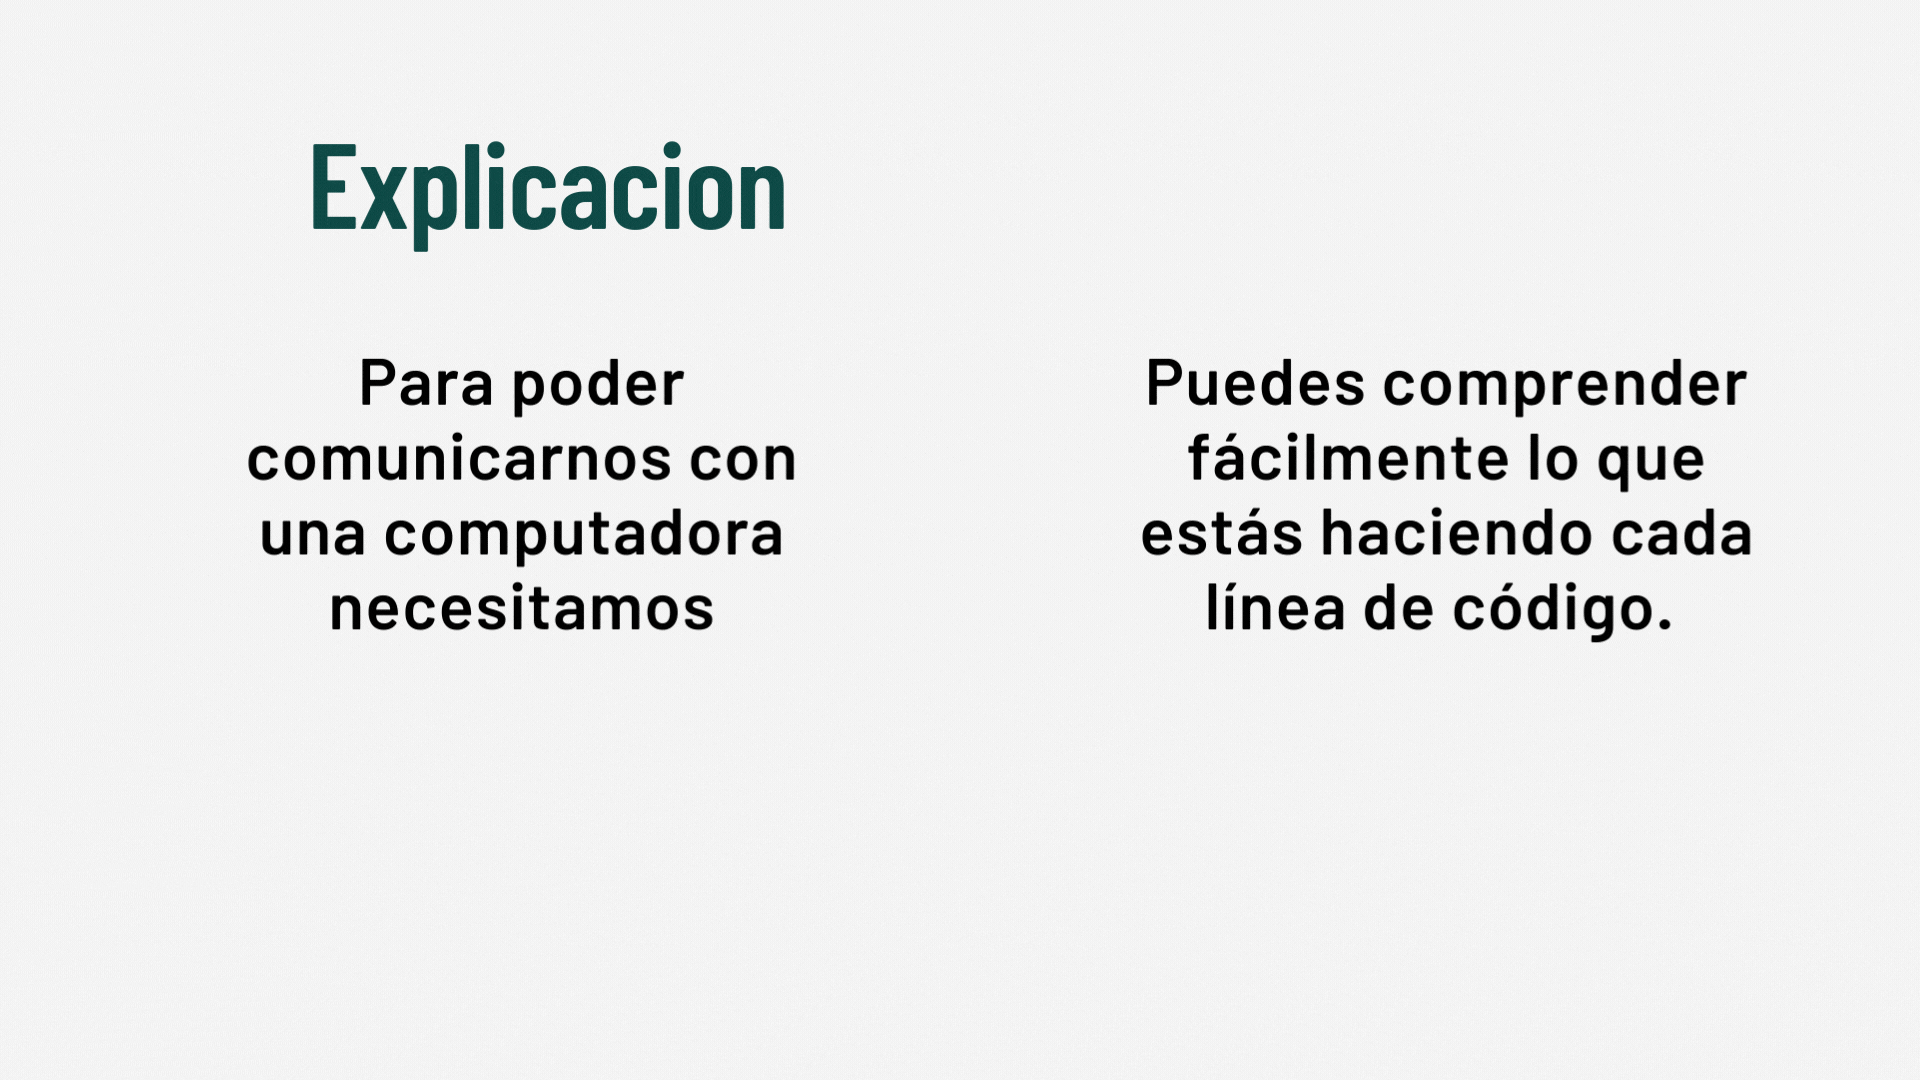 Explicacion
Para poder
comunicarnos con
una computadora
necesitamos
Puedes comprender
fácilmente lo que
estás haciendo cada
línea de código.